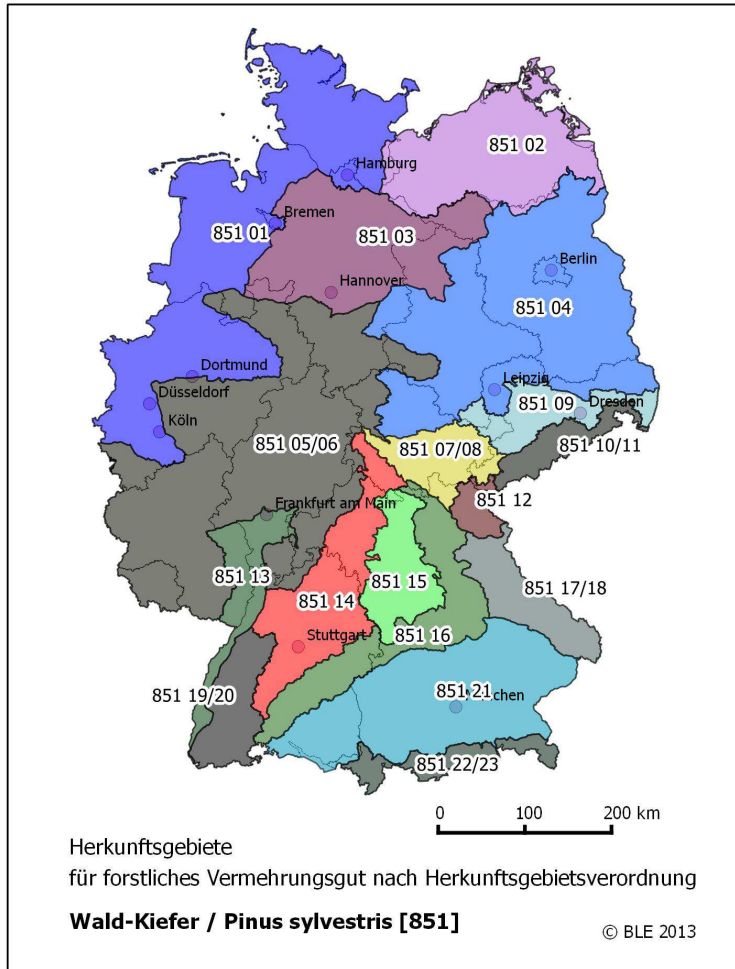 851 02
Hamburg
Bremen
851 01
851 03
Berlin
Hannover
851 04
Dortmund
Leipzig
Düsseldorf
851 09
Dresden
Köln
851 05/06
851 07/08
851 10/11
851 12
Frankfurt am Main
851 13
851 15
851 17/18
851 14
851 16
Stuttgart
851 19/20
851 21
chen
851 22/23
0 100 200 km
Herkunftsgebiete
für forstliches Vermehrungsgut nach Herkunftsgebietsverordnung
Wald-Kiefer / Pinus sylvestris [851]
© BLE 2013